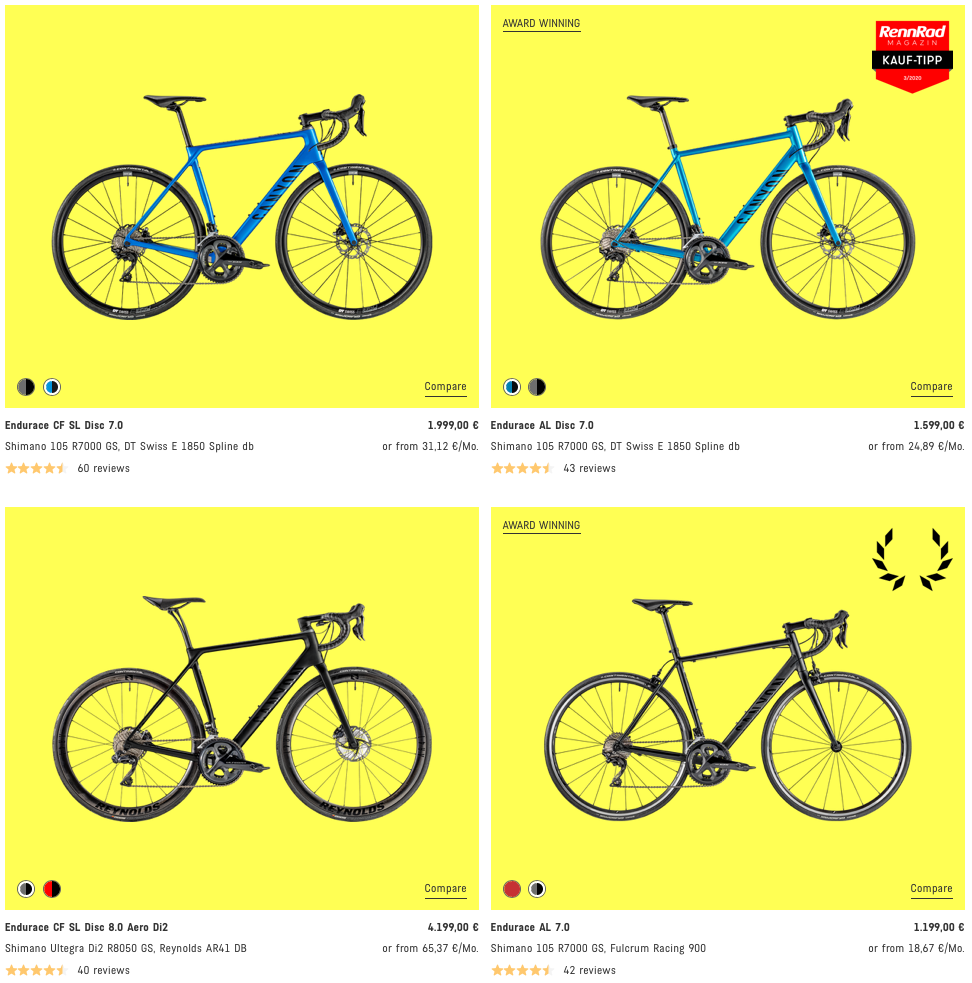 CANYON
Compare
Endurace CF SL Disc 7.0
1.999,00 €
Shimano 105 R7000 GS, DT Swiss E 1850 Spline db
or from 31,12 €/Mo.
60 reviews
AWARD WINNING
RennRad
MAGAZIN
KAUF-TIPP
3/2020
CANYON
Compare
Endurace AL Disc 7.0
1.599,00 €
Shimano 105 R7000 GS, DT Swiss E 1850 Spline db
or from 24,89 €/Mo.
43 reviews
CANYON
REYNOLDS
REYNOLDS
Compare
Endurace CF SL Disc 8.0 Aero Di2
4.199,00 €
Shimano Ultegra Di2 R8050 GS, Reynolds AR41 DB
or from 65,37 €/Mo.
40 reviews
AWARD WINNING
CANYON
Compare
Endurace AL 7.0
1.199,00 €
Shimano 105 R7000 GS, Fulcrum Racing 900
or from 18,67 €/Mo.
42 reviews